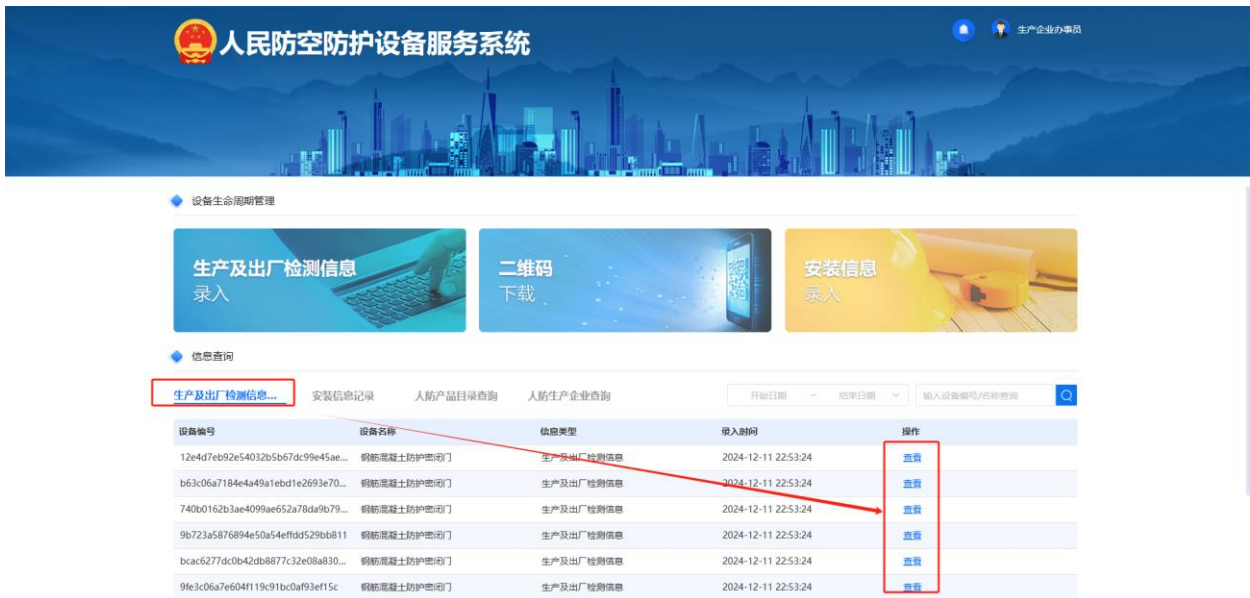 人民防空防护设备服务系统
生产企业办事员
设备生命周期管理
生产及出厂检测信息
录入
二维码
下载
安装信息
录入
信息查询
生产及出厂检测信息... 安装信息记录 人防产品目录查询 人防生产企业查询 开始日期 ~ 结束日期 输入设备编号/名称查询
设备编号 设备名称 信息类型 录入时间 操作
12e4d7eb92e54032b5b67dc99e45ae... 钢筋混凝土防护密闭门 生产及出厂检测信息 2024-12-11 22:53:24 查看
b63c06a7184e4a49a1ebd1e2693e70... 钢筋混凝土防护密闭门 生产及出厂检测信息 2024-12-11 22:53:24 查看
740b0162b3ae4099ae652a78da9b79... 钢筋混凝土防护密闭门 生产及出厂检测信息 2024-12-11 22:53:24 查看
9b723a5876894e50a54effdd529bb811 钢筋混凝土防护密闭门 生产及出厂检测信息 2024-12-11 22:53:24 查看
bcac6277dc0b42db8877c32e08a830... 钢筋混凝土防护密闭门 生产及出厂检测信息 2024-12-11 22:53:24 查看
9fe3c06a7e604f119c91bc0af93ef15c 钢筋混凝土防护密闭门 生产及出厂检测信息 2024-12-11 22:53:24 查看